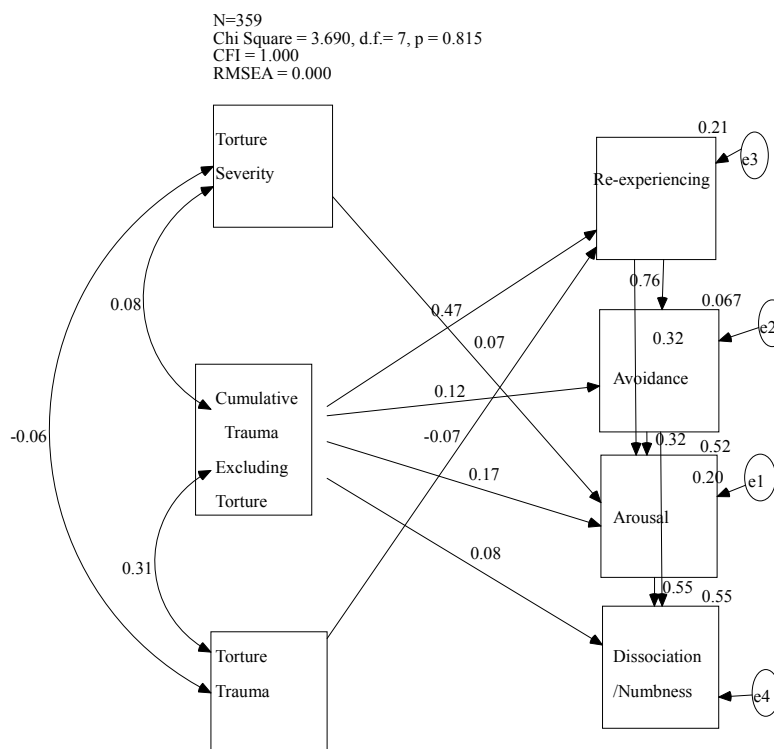 N=359
Chi Square = 3.690, d.f.= 7, p = 0.815
CFI = 1.000
RMSEA = 0.000
Torture
Severity
0.21
e3
Re-experiencing
0.08
0.47
0.07
0.76
0.067
e2
0.32
Avoidance
0.12
Cumulative
Trauma
Excluding
Torture
-0.06
-0.07
0.32
0.52
0.20
e1
0.17
Arousal
0.31
0.08
0.55
0.55
Torture
Trauma
Dissociation
/Numbness
e4